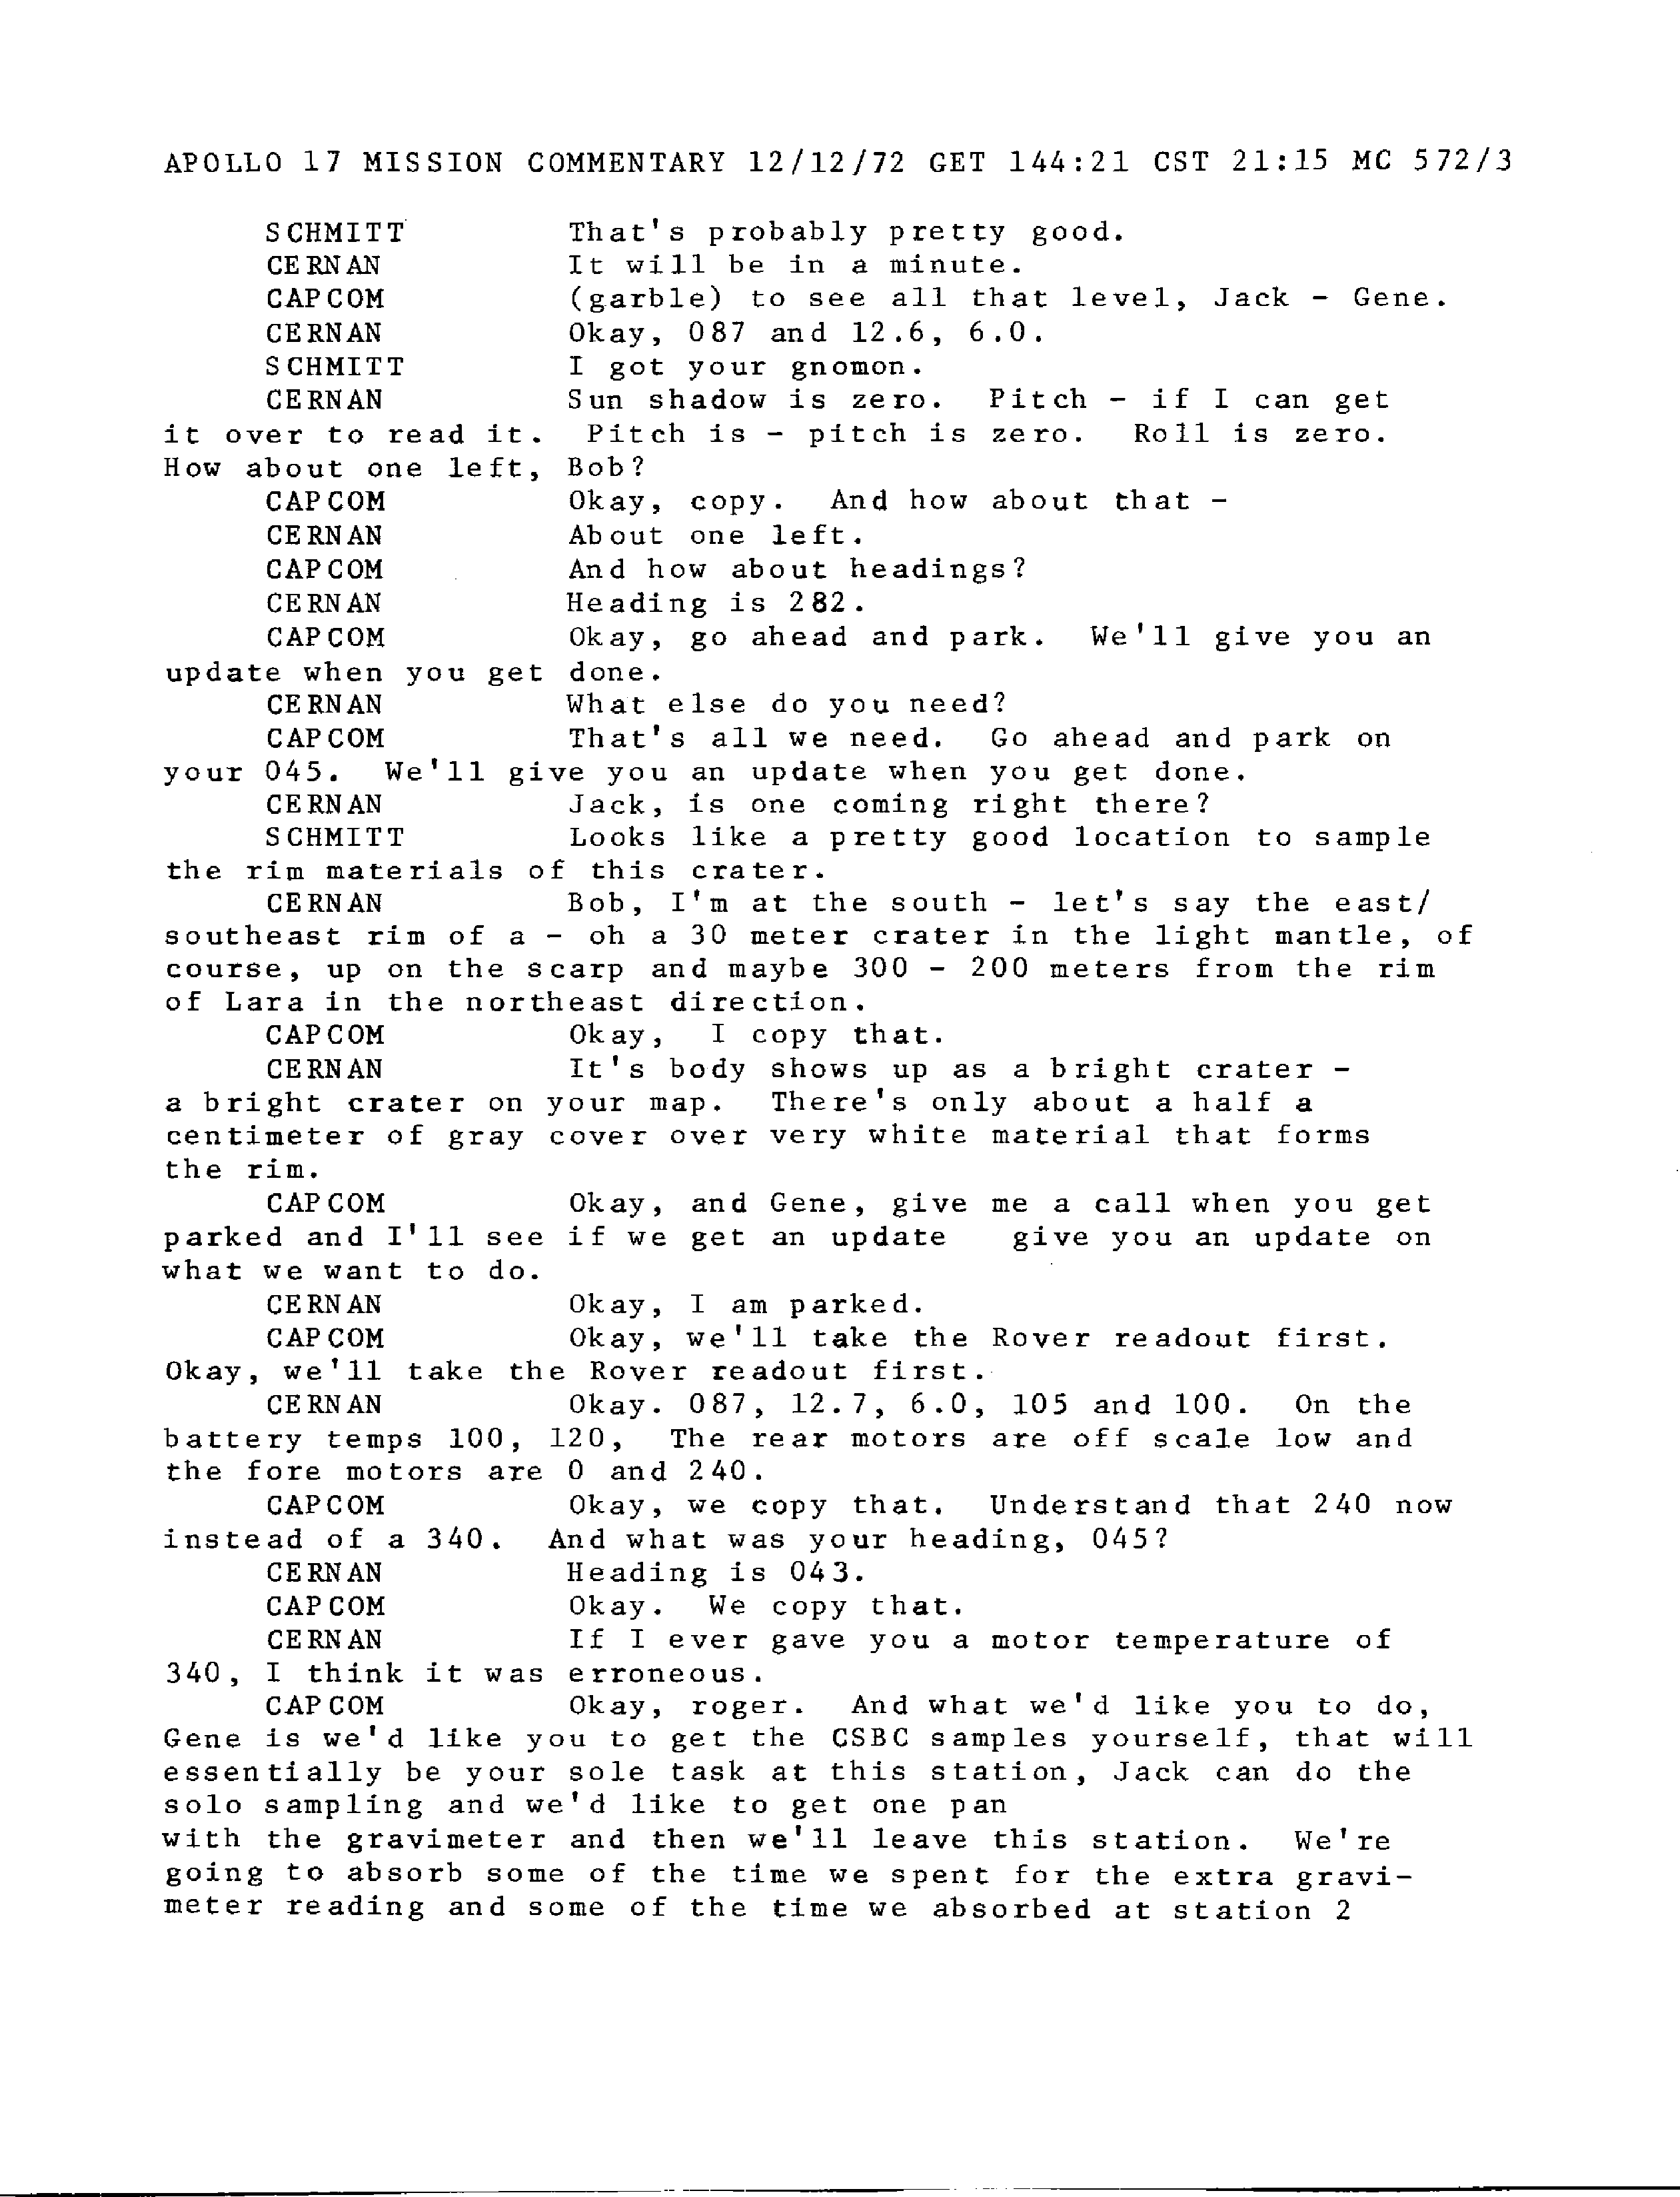 APOLLO 17 MISSION COMMENTARY 12/12/72 GET 144:21 CST 21:15 MC 572/3
SCHMITT That's probably pretty good.
CERNAN It will be in a minute.
CAPCOM (garble) to see all that level, Jack - Gene.
CERNAN Okay, 087 and 12.6, 6.0.
SCHMITT I got your gnomon.
CERNAN Sun shadow is zero. Pitch - if I can get
it over to read it. Pitch is - pitch is zero. Roll is zero.
How about one left, Bob?
CAPCOM Okay, copy. And how about that -
CERNAN About one left.
CAPCOM And how about headings?
CERNAN Heading is 282.
CAPCOM Okay, go ahead and park. We'll give you an
update when you get done.
CERNAN What else do you need?
CAPCOM That's all we need. Go ahead and park on
your 045. We'll give you an update when you get done.
CERNAN Jack, is one coming right there?
SCHMITT Looks like a pretty good location to sample
the rim materials of this crater.
CERNAN Bob, I'm at the south - let's say the east/
southeast rim of a - oh a 30 meter crater in the light mantle, of
course, up on the scarp and maybe 300 - 200 meters from the rim
of Lara in the northeast direction.
CAPCOM Okay, I copy that.
CERNAN It's body shows up as a bright crater -
a bright crater on your map. There's only about a half a
centimeter of gray cover over very white material that forms
the rim.
CAPCOM Okay, and Gene, give me a call when you get
parked and I'll see if we get an update give you an update on
what we want to do.
CERNAN Okay, I am parked.
CAPCOM Okay, we'll take the Rover readout first.
Okay, we'll take the Rover readout first.
CERNAN Okay. 087, 12.7, 6.0, 105 and 100. On the
battery temps 100, 120, The rear motors are off scale low and
the fore motors are 0 and 240.
CAPCOM Okay, we copy that. Understand that 240 now
instead of a 340. And what was your heading, 045?
CERNAN Heading is 043.
CAPCOM Okay. We copy that.
CERNAN If I ever gave you a motor temperature of
340, I think it was erroneous.
CAPCOM Okay, roger. And what we'd like you to do,
Gene is we'd like you to get the CSBC samples yourself, that will
essentially be your sole task at this station, Jack can do the
solo sampling and we'd like to get one pan
with the gravimeter and then we'll leave this station. We're
going to absorb some of the time we spent for the extra gravi-
meter reading and some of the time we absorbed at station 2